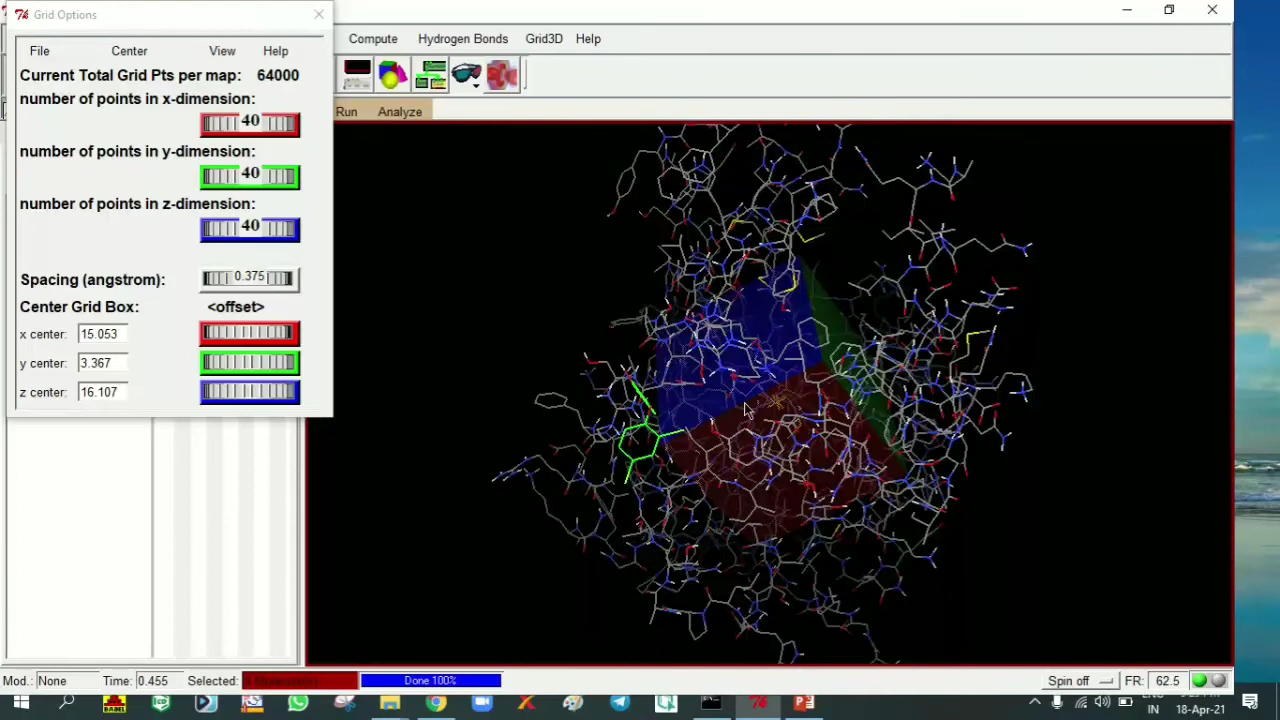 Grid Options
File Center View Help
Current Total Grid Pts per map: 64000
number of points in x-dimension:
40
number of points in y-dimension:
40
number of points in z-dimension:
40
Spacing (angstrom): 0.375
Center Grid Box: <offset>
x center: 15.053
y center: 3.367
z center: 16.107
Compute Hydrogen Bonds Grid3D Help
Run Analyze
Mod.: None Time: 0.455 Selected: Done 100% Spin off FR: 62.5
BABEL
IN 18-Apr-21